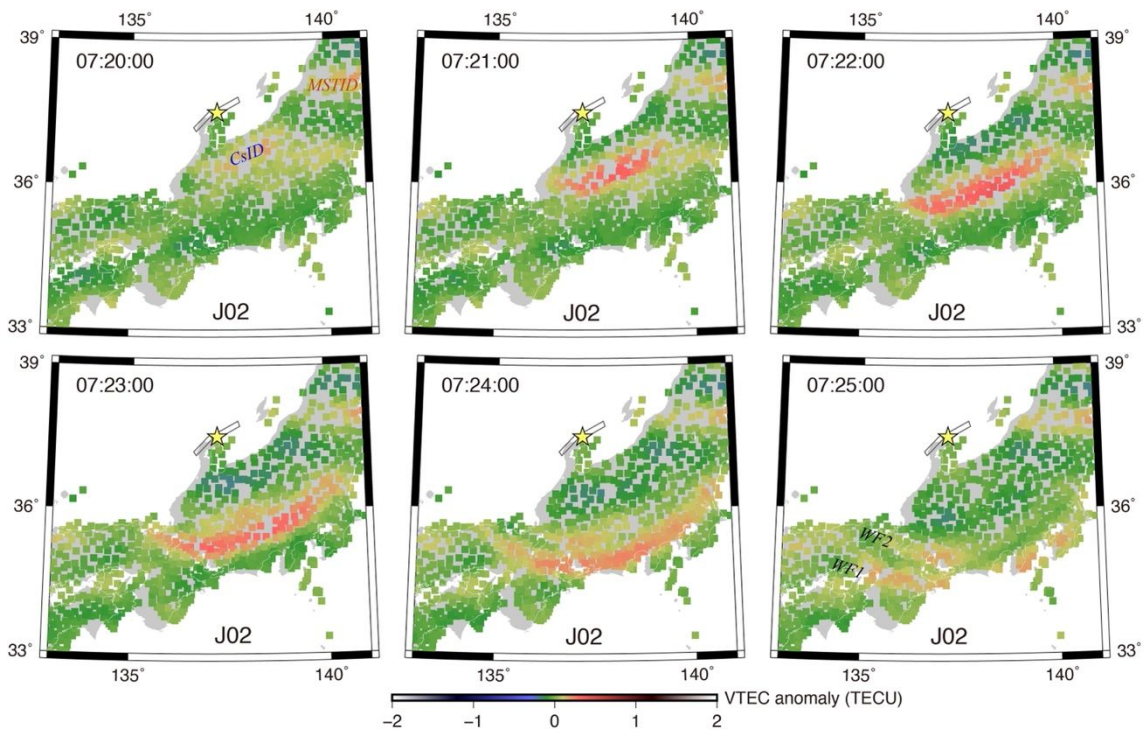 135° 140° 135° 140° 135° 140°
39° 39°
07:20:00 07:21:00 07:22:00
MSTID
CsID
36° 36°
J02 J02 J02
33° 33°
39° 39°
07:23:00 07:24:00 07:25:00
36° 36°
WF2
WF1
J02 J02 J02
33° 33°
135° 140° 135° 140° 135° 140°
VTEC anomaly (TECU)
−2 −1 0 1 2